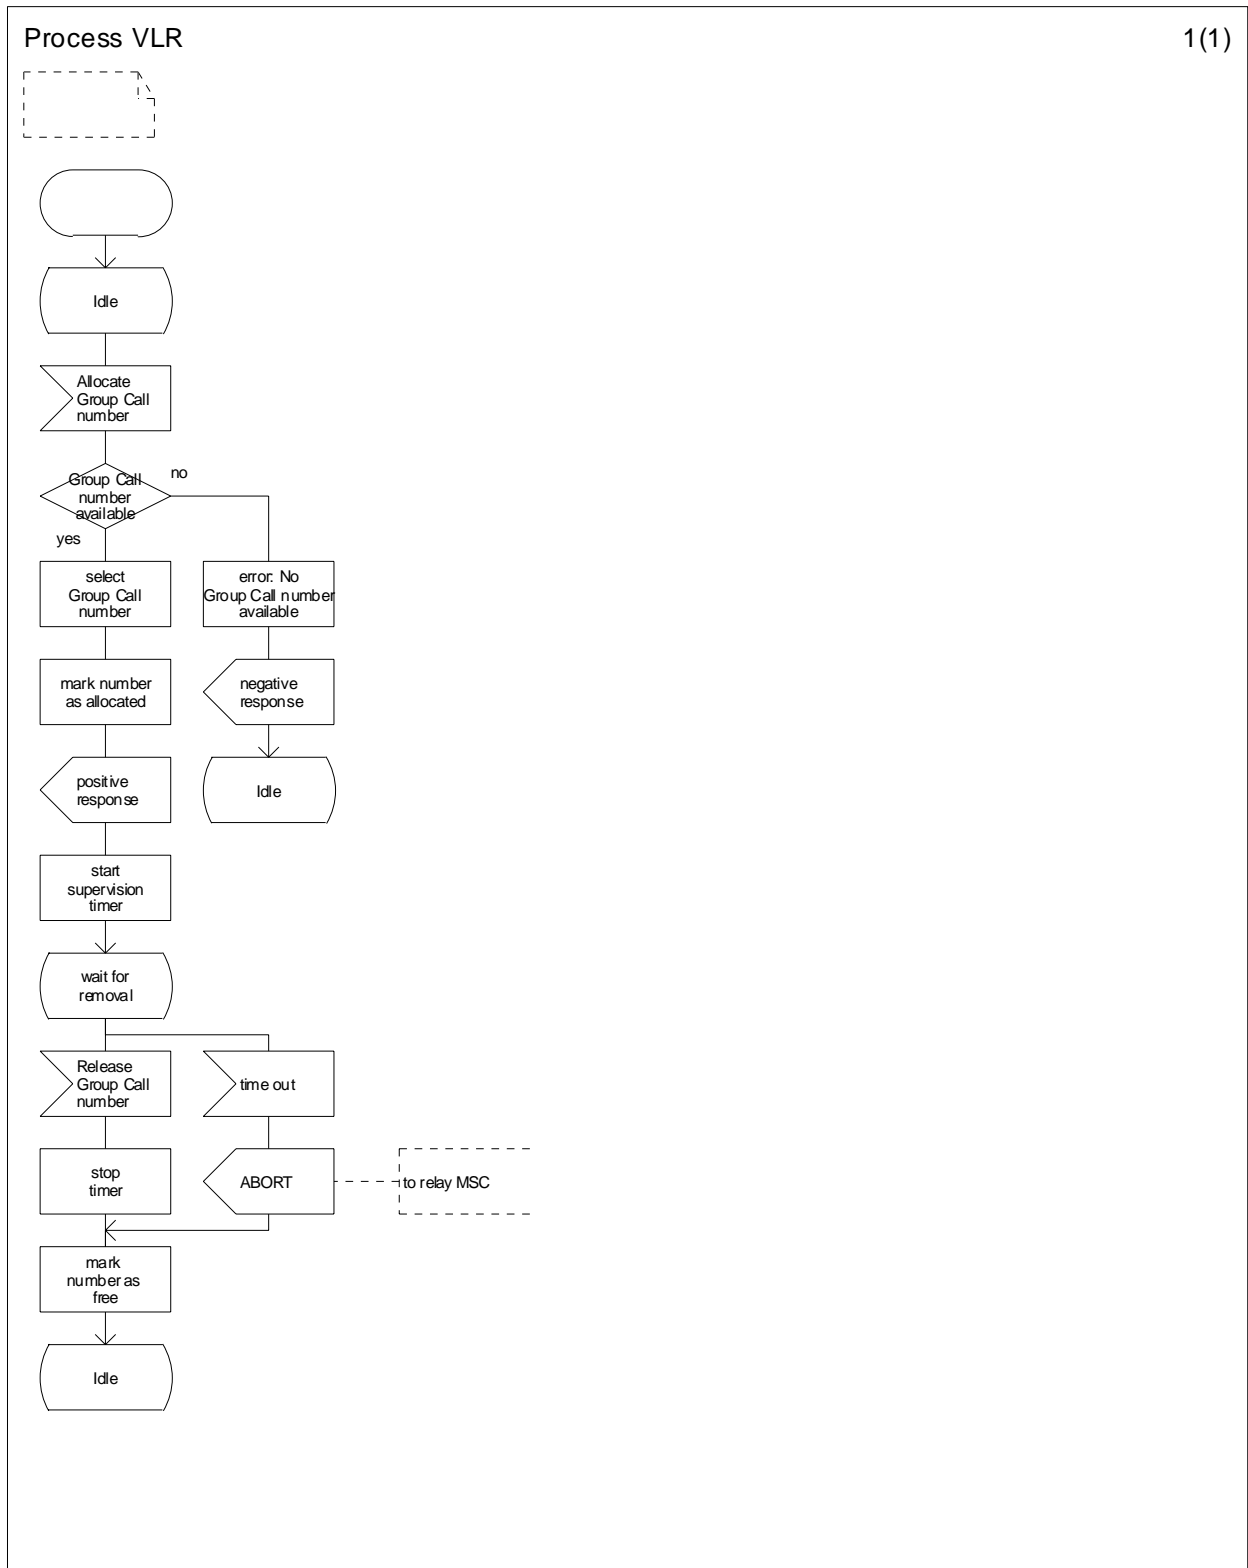 Process VLR
1(1)
Idle
Allocate
Group Call
number
Group Call
number
available
no
yes
select
Group Call
number
error: No
Group Call number
available
mark number
as allocated
negative
response
positive
response
Idle
start
supervision
timer
wait for
removal
Release
Group Call
number
time out
stop
timer
ABORT
to relay MSC
mark
number as
free
Idle